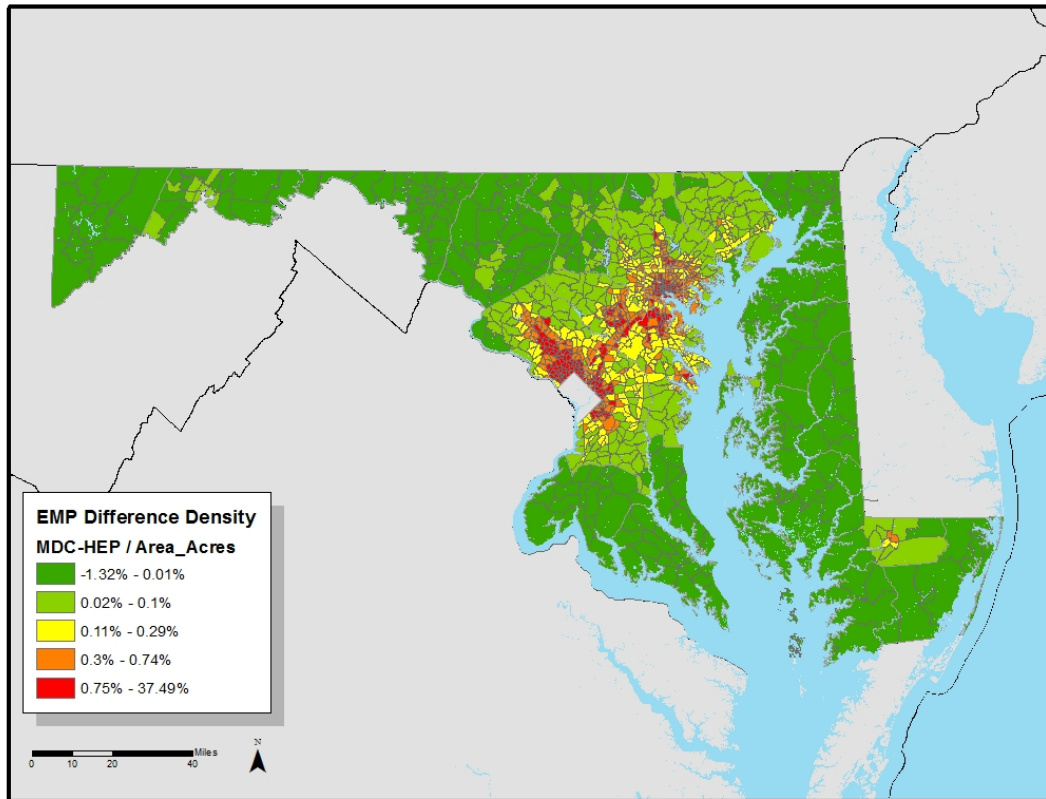 EMP Difference Density
MDC-HEP / Area_Acres
-1.32% - 0.01%
0.02% - 0.1%
0.11% - 0.29%
0.3% - 0.74%
0.75% - 37.49%
Miles
0 10 20 40
N